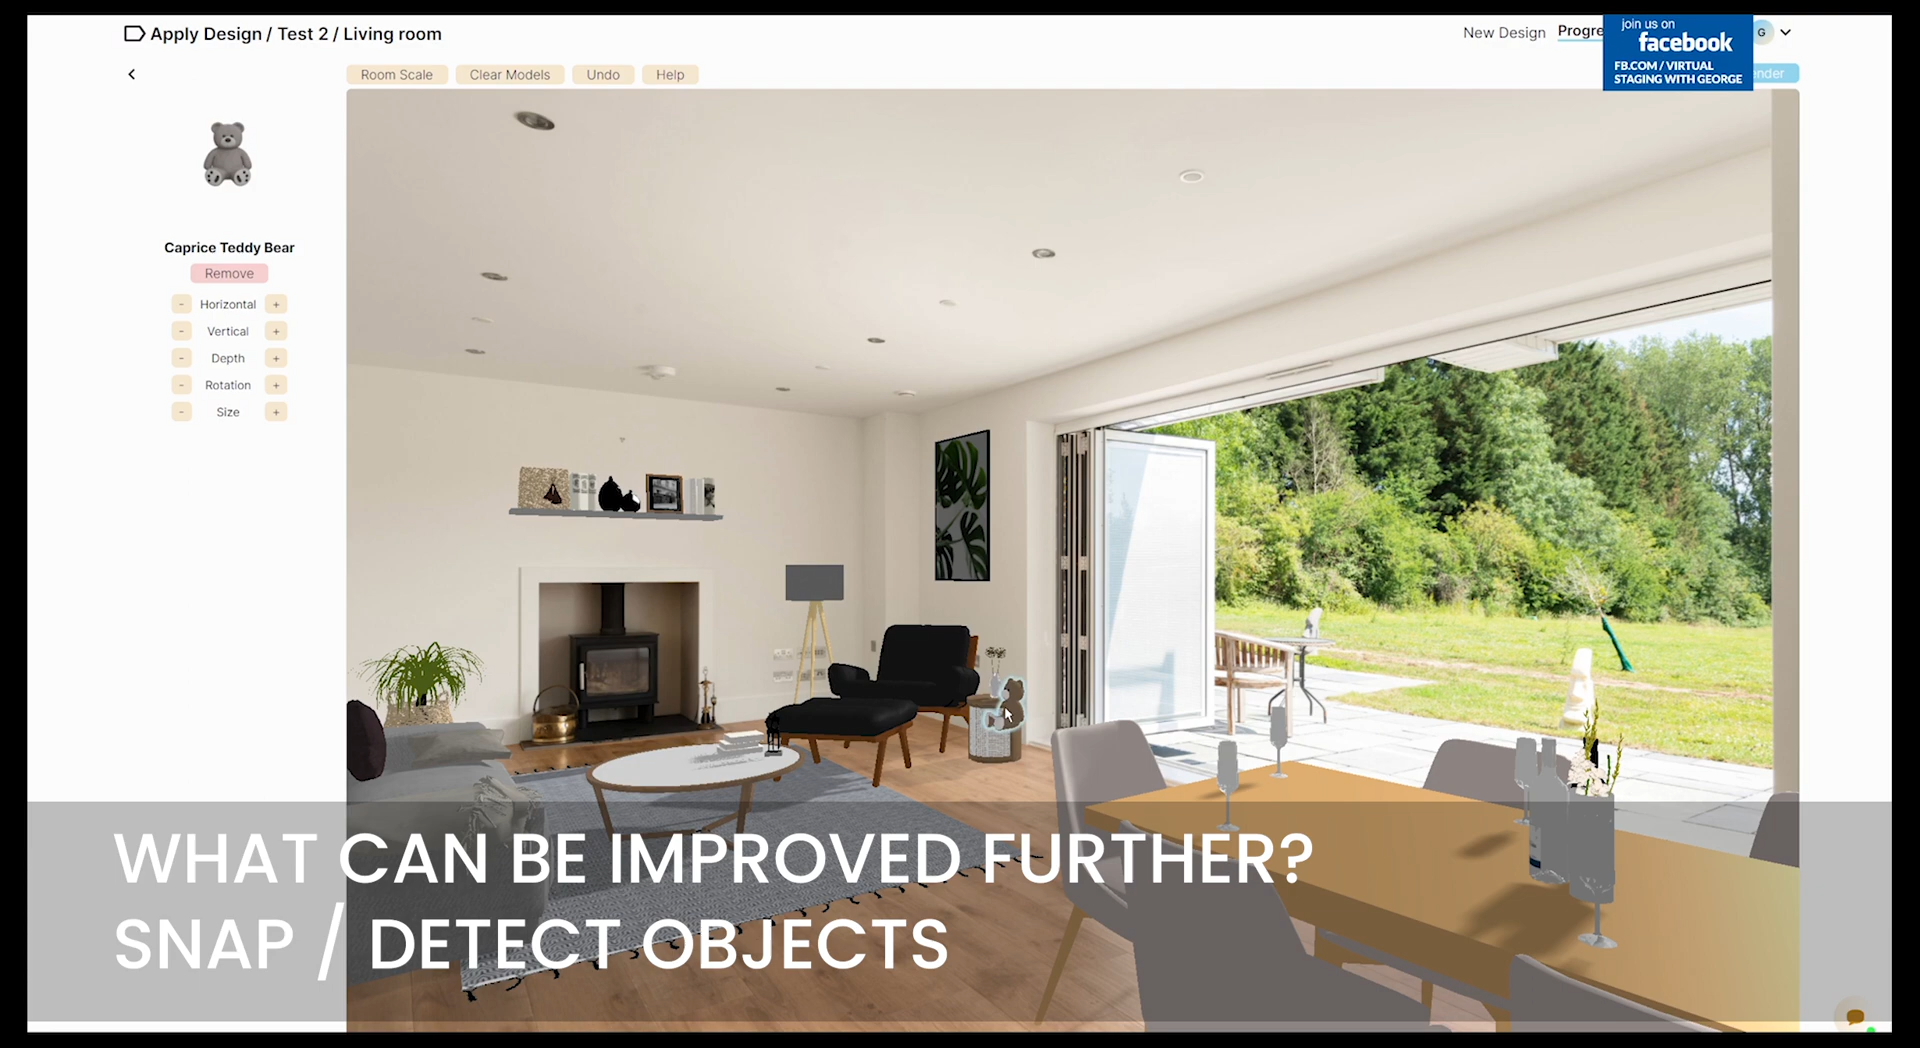 Apply Design / Test 2 / Living room
New Design
Progre
join us on
facebook
FB.COM / VIRTUAL
STAGING WITH GEORGE
G
ender
Room Scale
Clear Models
Undo
Help
Caprice Teddy Bear
Remove
- Horizontal +
- Vertical +
- Depth +
- Rotation +
- Size +
WHAT CAN BE IMPROVED FURTHER?
SNAP / DETECT OBJECTS